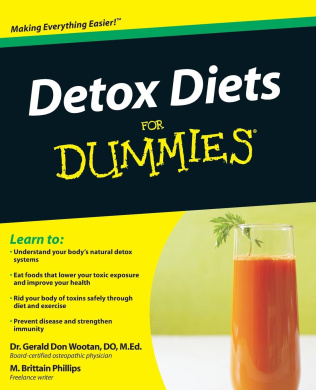 Making Everything Easier!™
Detox Diets
FOR
DUMMIES®
Learn to:
• Understand your body's natural detox
systems
• Eat foods that lower your toxic exposure
and improve your health
• Rid your body of toxins safely through
diet and exercise
• Prevent disease and strengthen
immunity
Dr. Gerald Don Wootan, DO, M.Ed.
Board-certified osteopathic physician
M. Brittain Phillips
Freelance writer